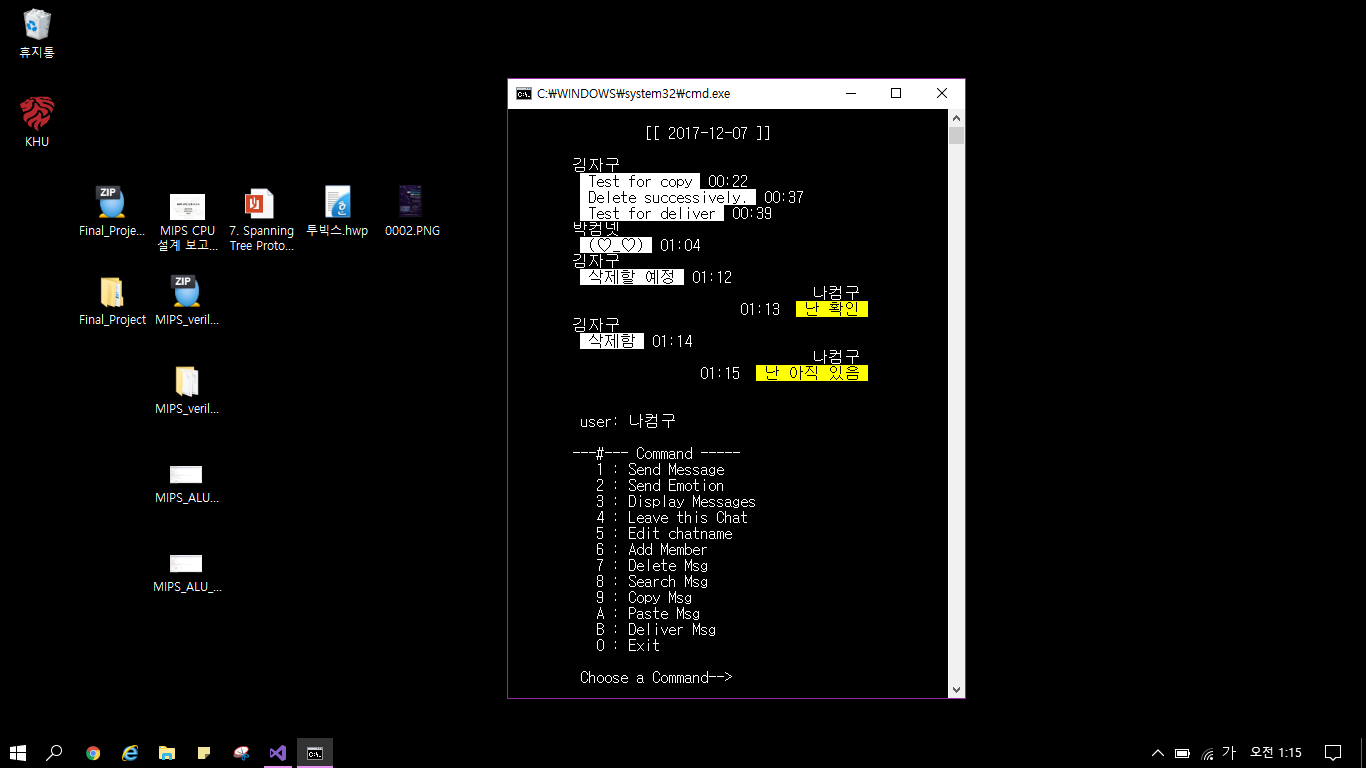 휴지통
KHU
Final_Proje...
MIPS CPU
설계 보고...
7. Spanning
Tree Proto...
투빅스.hwp
0002.PNG
Final_Project
MIPS_veril...
MIPS_veril...
MIPS_ALU...
MIPS_ALU_...
C:₩WINDOWS₩system32₩cmd.exe
[[ 2017-12-07 ]]
김자구
Test for copy 00:22
Delete successively. 00:37
Test for deliver 00:39
박컴넷
(♡_♡) 01:04
김자구
삭제할 예정 01:12
나컴구
01:13 난 확인
김자구
삭제함 01:14
나컴구
01:15 난 아직 있음
user: 나컴구
---#--- Command -----
1 : Send Message
2 : Send Emotion
3 : Display Messages
4 : Leave this Chat
5 : Edit chatname
6 : Add Member
7 : Delete Msg
8 : Search Msg
9 : Copy Msg
A : Paste Msg
B : Deliver Msg
0 : Exit
Choose a Command-->
가 오전 1:15